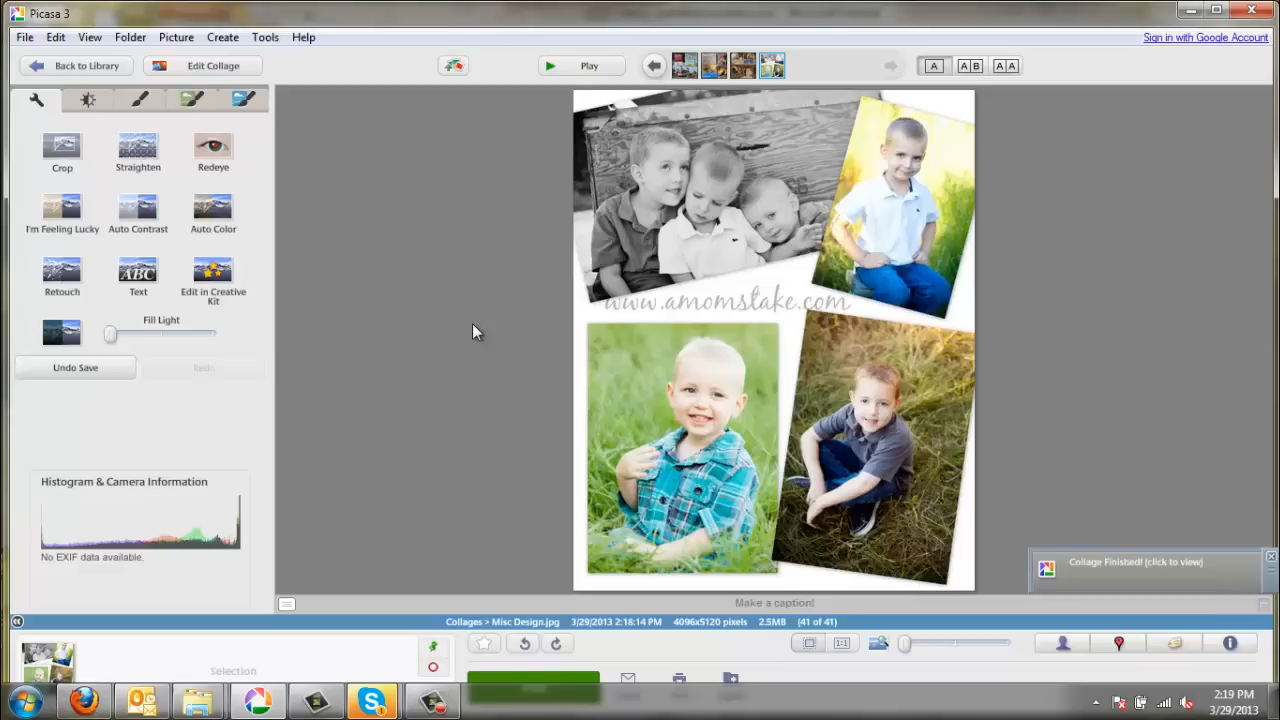 Picasa 3
File Edit View Folder Picture Create Tools Help
Sign in with Google Account
Back to Library Edit Collage Play A A B A A
Crop Straighten Redeye
I'm Feeling Lucky Auto Contrast Auto Color
ABC
Retouch Text Edit in Creative Kit
Fill Light
Undo Save Redo
www.amomstake.com
Histogram & Camera Information
No EXIF data available.
Collage Finished! (click to view)
Make a caption!
Collages > Misc Design.jpg 3/29/2013 2:18:14 PM 4096x5120 pixels 2.5MB (41 of 41)
1:1
Selection
2:19 PM
3/29/2013